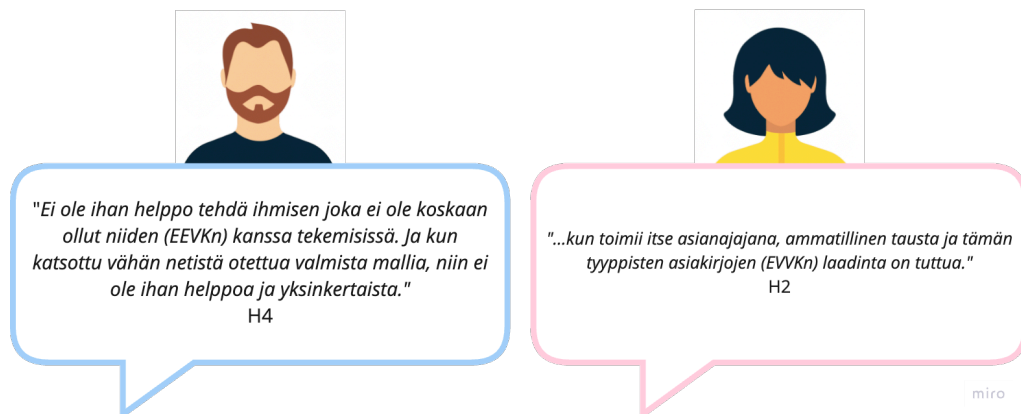 "Ei ole ihan helppo tehdä ihmisen joka ei ole koskaan
ollut niiden (EEVKn) kanssa tekemisissä. Ja kun
katsottu vähän netistä otettua valmista mallia, niin ei
ole ihan helppoa ja yksinkertaista."
H4
"...kun toimii itse asianajajana, ammatillinen tausta ja tämän
tyyppisten asiakirjojen (EVVKn) laadinta on tuttua."
H2
miro